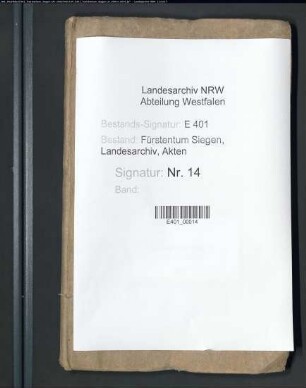 Landesarchiv NRW
Abteilung Westfalen
Bestands-Signatur: E 401
Bestand: Fürstentum Siegen,
Landesarchiv, Akten
Signatur: Nr. 14
Band:
E401_00014